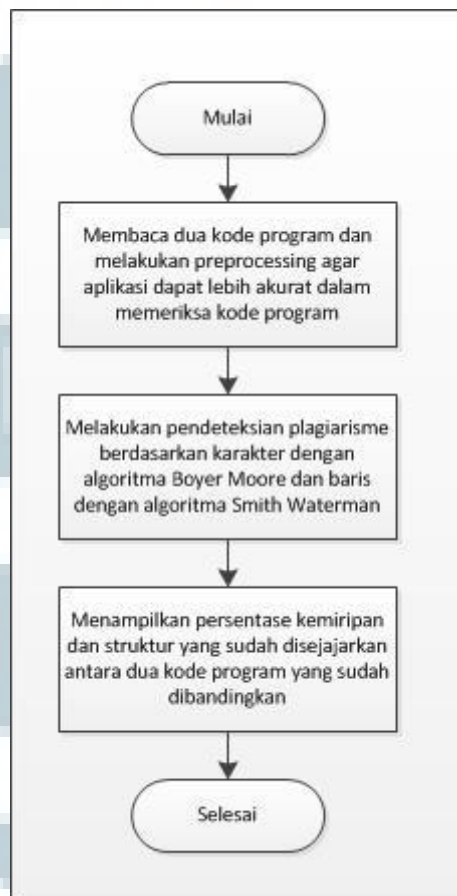 Mulai
Membaca dua kode program dan
melakukan preprocessing agar
aplikasi dapat lebih akurat dalam
memeriksa kode program
Melakukan pendeteksian plagiarisme
berdasarkan karakter dengan
algoritma Boyer Moore dan baris
dengan algoritma Smith Waterman
Menampilkan persentase kemiripan
dan struktur yang sudah disejajarkan
antara dua kode program yang sudah
dibandingkan
Selesai